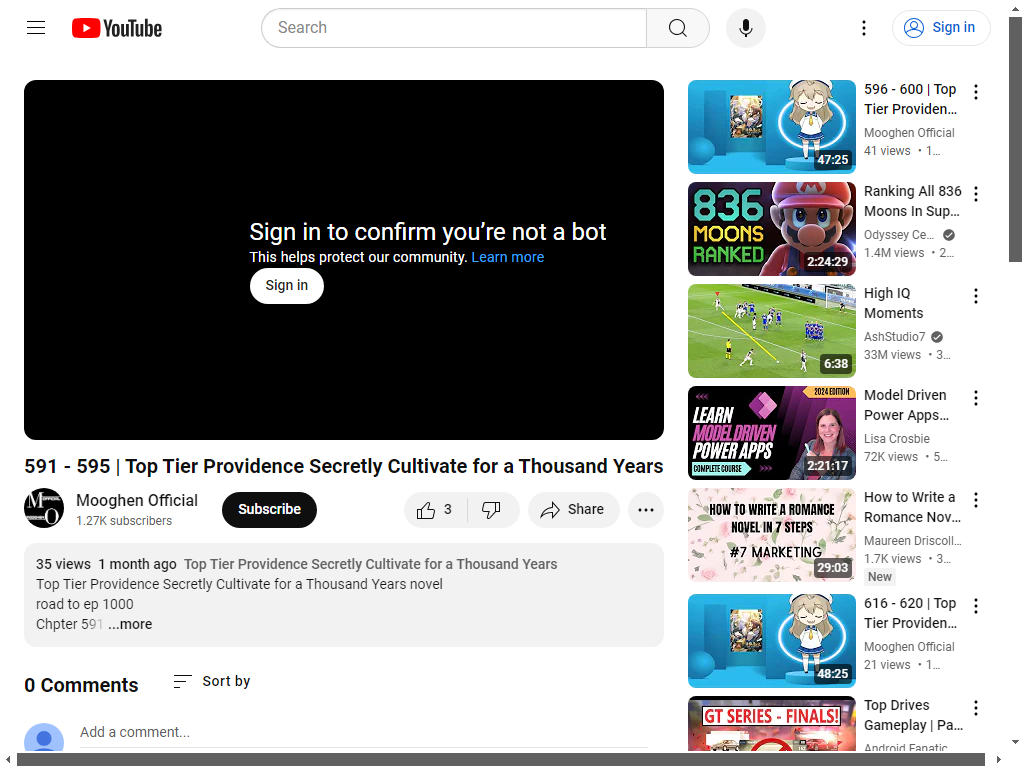 YouTube
Search
Sign in
Sign in to confirm you’re not a bot
This helps protect our community. Learn more
Sign in
591 - 595 | Top Tier Providence Secretly Cultivate for a Thousand Years
Mooghen Official
1.27K subscribers
Subscribe
3
Share
35 views 1 month ago Top Tier Providence Secretly Cultivate for a Thousand Years
Top Tier Providence Secretly Cultivate for a Thousand Years novel
road to ep 1000
Chpter 591 ...more
0 Comments
Sort by
Add a comment...
47:25
596 - 600 | Top
Tier Providen...
Mooghen Official
41 views • 1...
836
MOONS
RANKED
2:24:29
Ranking All 836
Moons In Sup...
Odyssey Ce...
1.4M views • 2...
6:38
High IQ
Moments
AshStudio7
33M views • 3...
2024 EDITION
LEARN
MODEL DRIVEN
POWER APPS
COMPLETE COURSE
2:21:17
Model Driven
Power Apps...
Lisa Crosbie
72K views • 5...
HOW TO WRITE A ROMANCE
NOVEL IN 7 STEPS
#7 MARKETING
29:03
How to Write a
Romance Nov...
Maureen Driscoll...
1.7K views • 3...
New
48:25
616 - 620 | Top
Tier Providen...
Mooghen Official
21 views • 1...
GT SERIES - FINALS!
Top Drives
Gameplay | Pa...
Android Fanatic